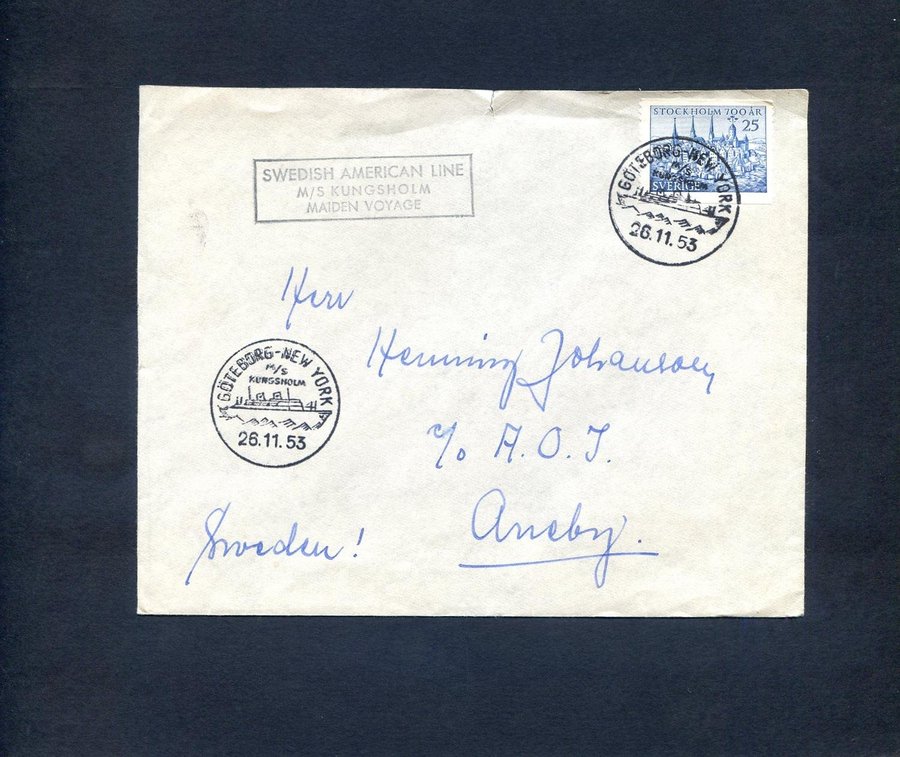 STOCKHOLM 700 ÅR
25
SVERIGE
GÖTEBORG-NEW YORK
M/S
KUNGSHOLM
26.11.53
SWEDISH AMERICAN LINE
M/S KUNGSHOLM
MAIDEN VOYAGE
Herr
Henning Johansson
GÖTEBORG-NEW YORK
M/S
KUNGSHOLM
26.11.53
c/o A.O.J.
Aneby.
Sweden!